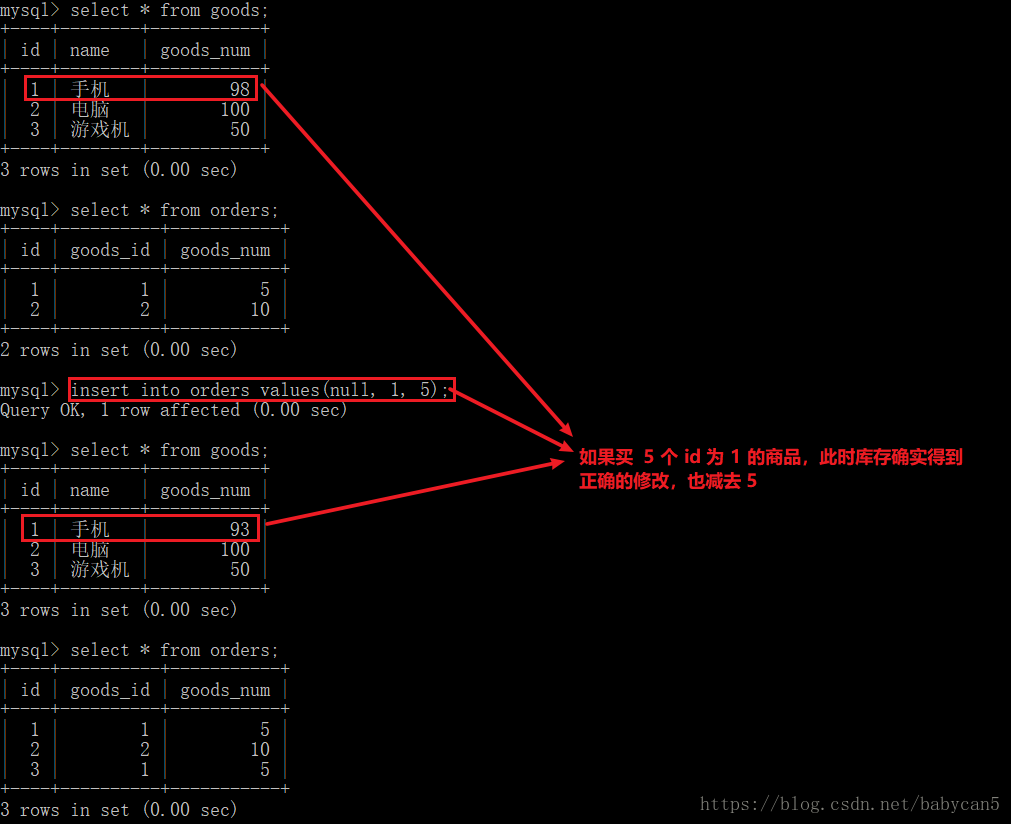 mysql> select * from goods;
+----+--------+-----------+
| id | name   | goods_num |
+----+--------+-----------+
|  1 | 手机   |        98 |
|  2 | 电脑   |       100 |
|  3 | 游戏机 |        50 |
+----+--------+-----------+
3 rows in set (0.00 sec)
mysql> select * from orders;
+----+----------+-----------+
| id | goods_id | goods_num |
+----+----------+-----------+
|  1 |        1 |         5 |
|  2 |        2 |        10 |
+----+----------+-----------+
2 rows in set (0.00 sec)
mysql> insert into orders values(null, 1, 5);
Query OK, 1 row affected (0.00 sec)
mysql> select * from goods;
+----+--------+-----------+
| id | name   | goods_num |
+----+--------+-----------+
|  1 | 手机   |        93 |
|  2 | 电脑   |       100 |
|  3 | 游戏机 |        50 |
+----+--------+-----------+
3 rows in set (0.00 sec)
mysql> select * from orders;
+----+----------+-----------+
| id | goods_id | goods_num |
+----+----------+-----------+
|  1 |        1 |         5 |
|  2 |        2 |        10 |
|  3 |        1 |         5 |
+----+----------+-----------+
3 rows in set (0.00 sec)
如果买 5 个 id 为 1 的商品，此时库存确实得到
正确的修改，也减去 5
https://blog.csdn.net/babycan5